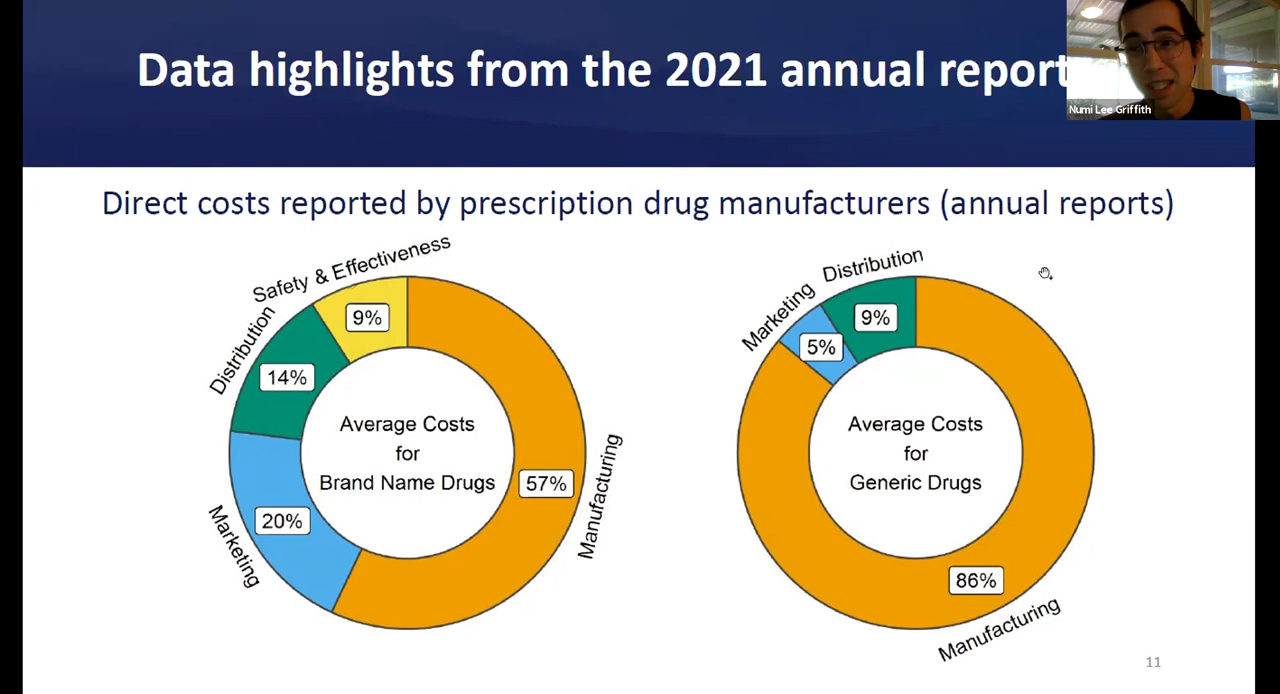 Data highlights from the 2021 annual report
Numi Lee Griffith
Direct costs reported by prescription drug manufacturers (annual reports)
Safety & Effectiveness
9%
Distribution
14%
Marketing
20%
Manufacturing
57%
Average Costs
for
Brand Name Drugs
Distribution
9%
Marketing
5%
Average Costs
for
Generic Drugs
86%
Manufacturing
11